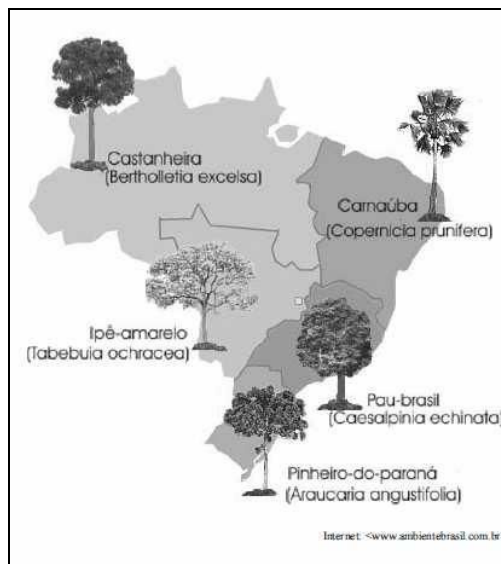 Castanheira
(Bertholletia excelsa)
Carnaúba
(Copernicia prunifera)
Ipê-amarelo
(Tabebuia ochracea)
Pau-brasil
(Caesalpinia echinata)
Pinheiro-do-paraná
(Araucaria angustifolia)
Internet: <www.ambientebrasil.com.br